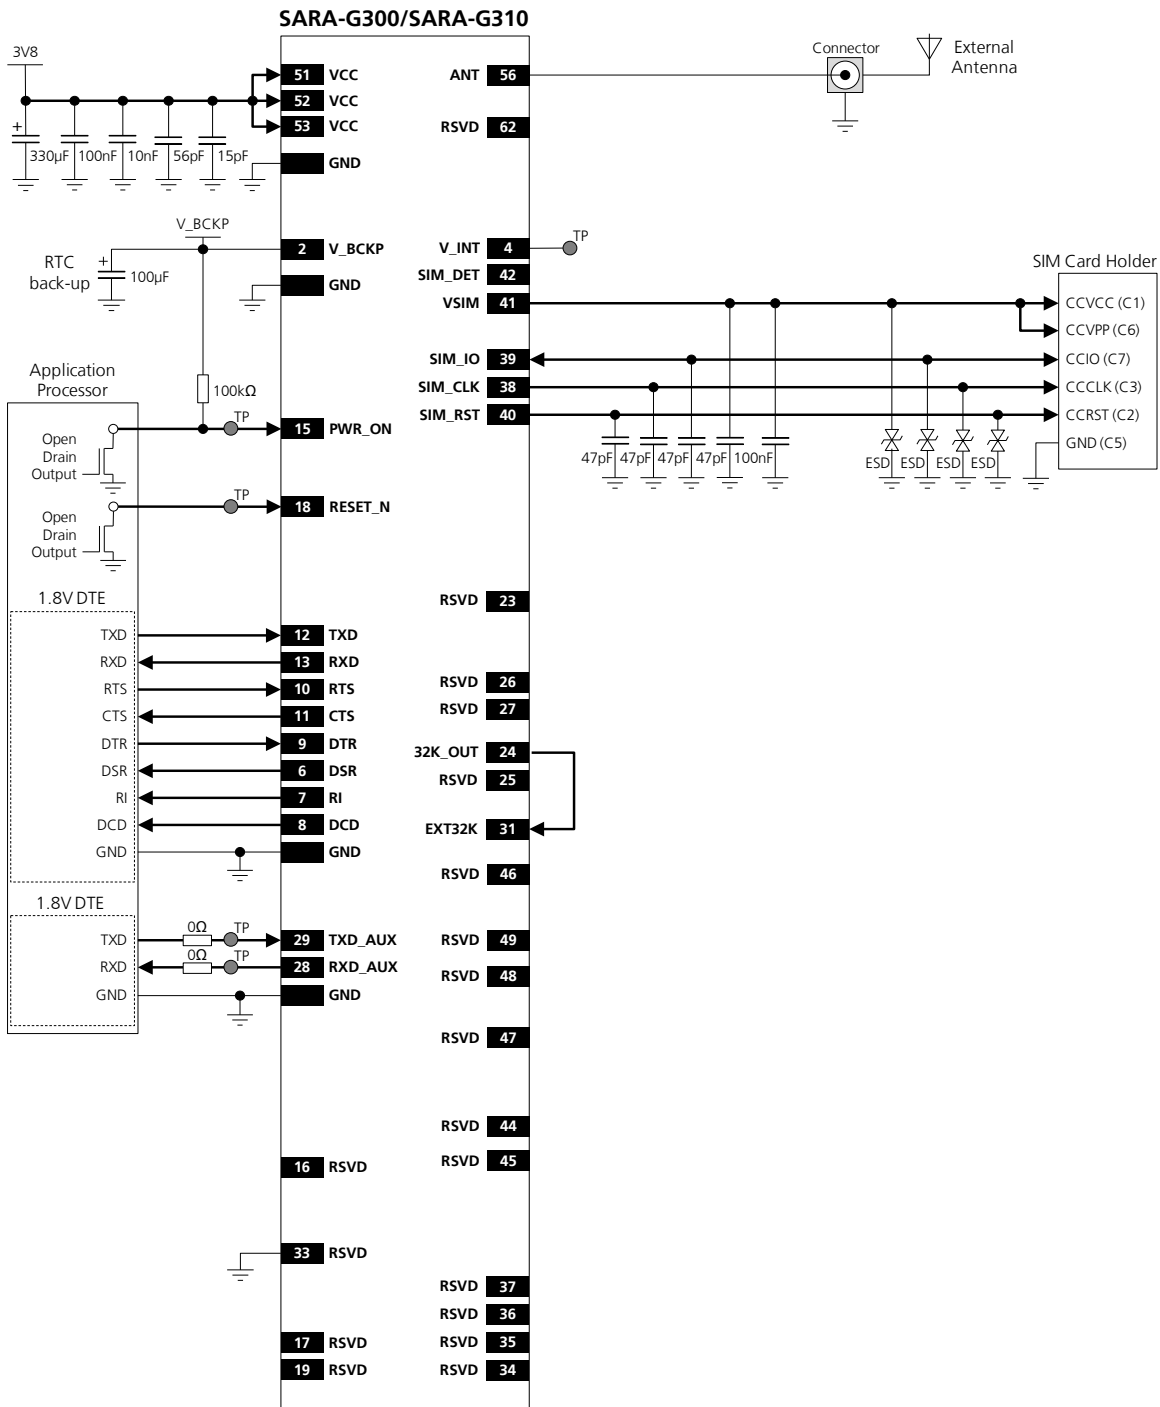 SARA-G300/SARA-G310
3V8
51 VCC
52 VCC
53 VCC
GND
+
330µF 100nF 10nF 56pF 15pF
ANT 56
RSVD 62
Connector
External
Antenna
V_BCKP
2 V_BCKP
GND
RTC
back-up
+
100µF
V_INT 4
TP
SIM_DET 42
VSIM 41
SIM_IO 39
SIM_CLK 38
SIM_RST 40
SIM Card Holder
CCVCC (C1)
CCVPP (C6)
CCIO (C7)
CCCLK (C3)
CCRST (C2)
GND (C5)
47pF 47pF 47pF 47pF 100nF
ESD ESD ESD ESD
Application
Processor
100kΩ
TP
15 PWR_ON
Open
Drain
Output
TP
18 RESET_N
Open
Drain
Output
RSVD 23
1.8V DTE
TXD 12 TXD
RXD 13 RXD
RTS 10 RTS
CTS 11 CTS
DTR 9 DTR
DSR 6 DSR
RI 7 RI
DCD 8 DCD
GND GND
RSVD 26
RSVD 27
32K_OUT 24
RSVD 25
EXT32K 31
RSVD 46
1.8V DTE
TXD 0Ω TP 29 TXD_AUX
RXD 0Ω TP 28 RXD_AUX
GND GND
RSVD 49
RSVD 48
RSVD 47
RSVD 44
RSVD 45
16 RSVD
33 RSVD
RSVD 37
RSVD 36
RSVD 35
RSVD 34
17 RSVD
19 RSVD